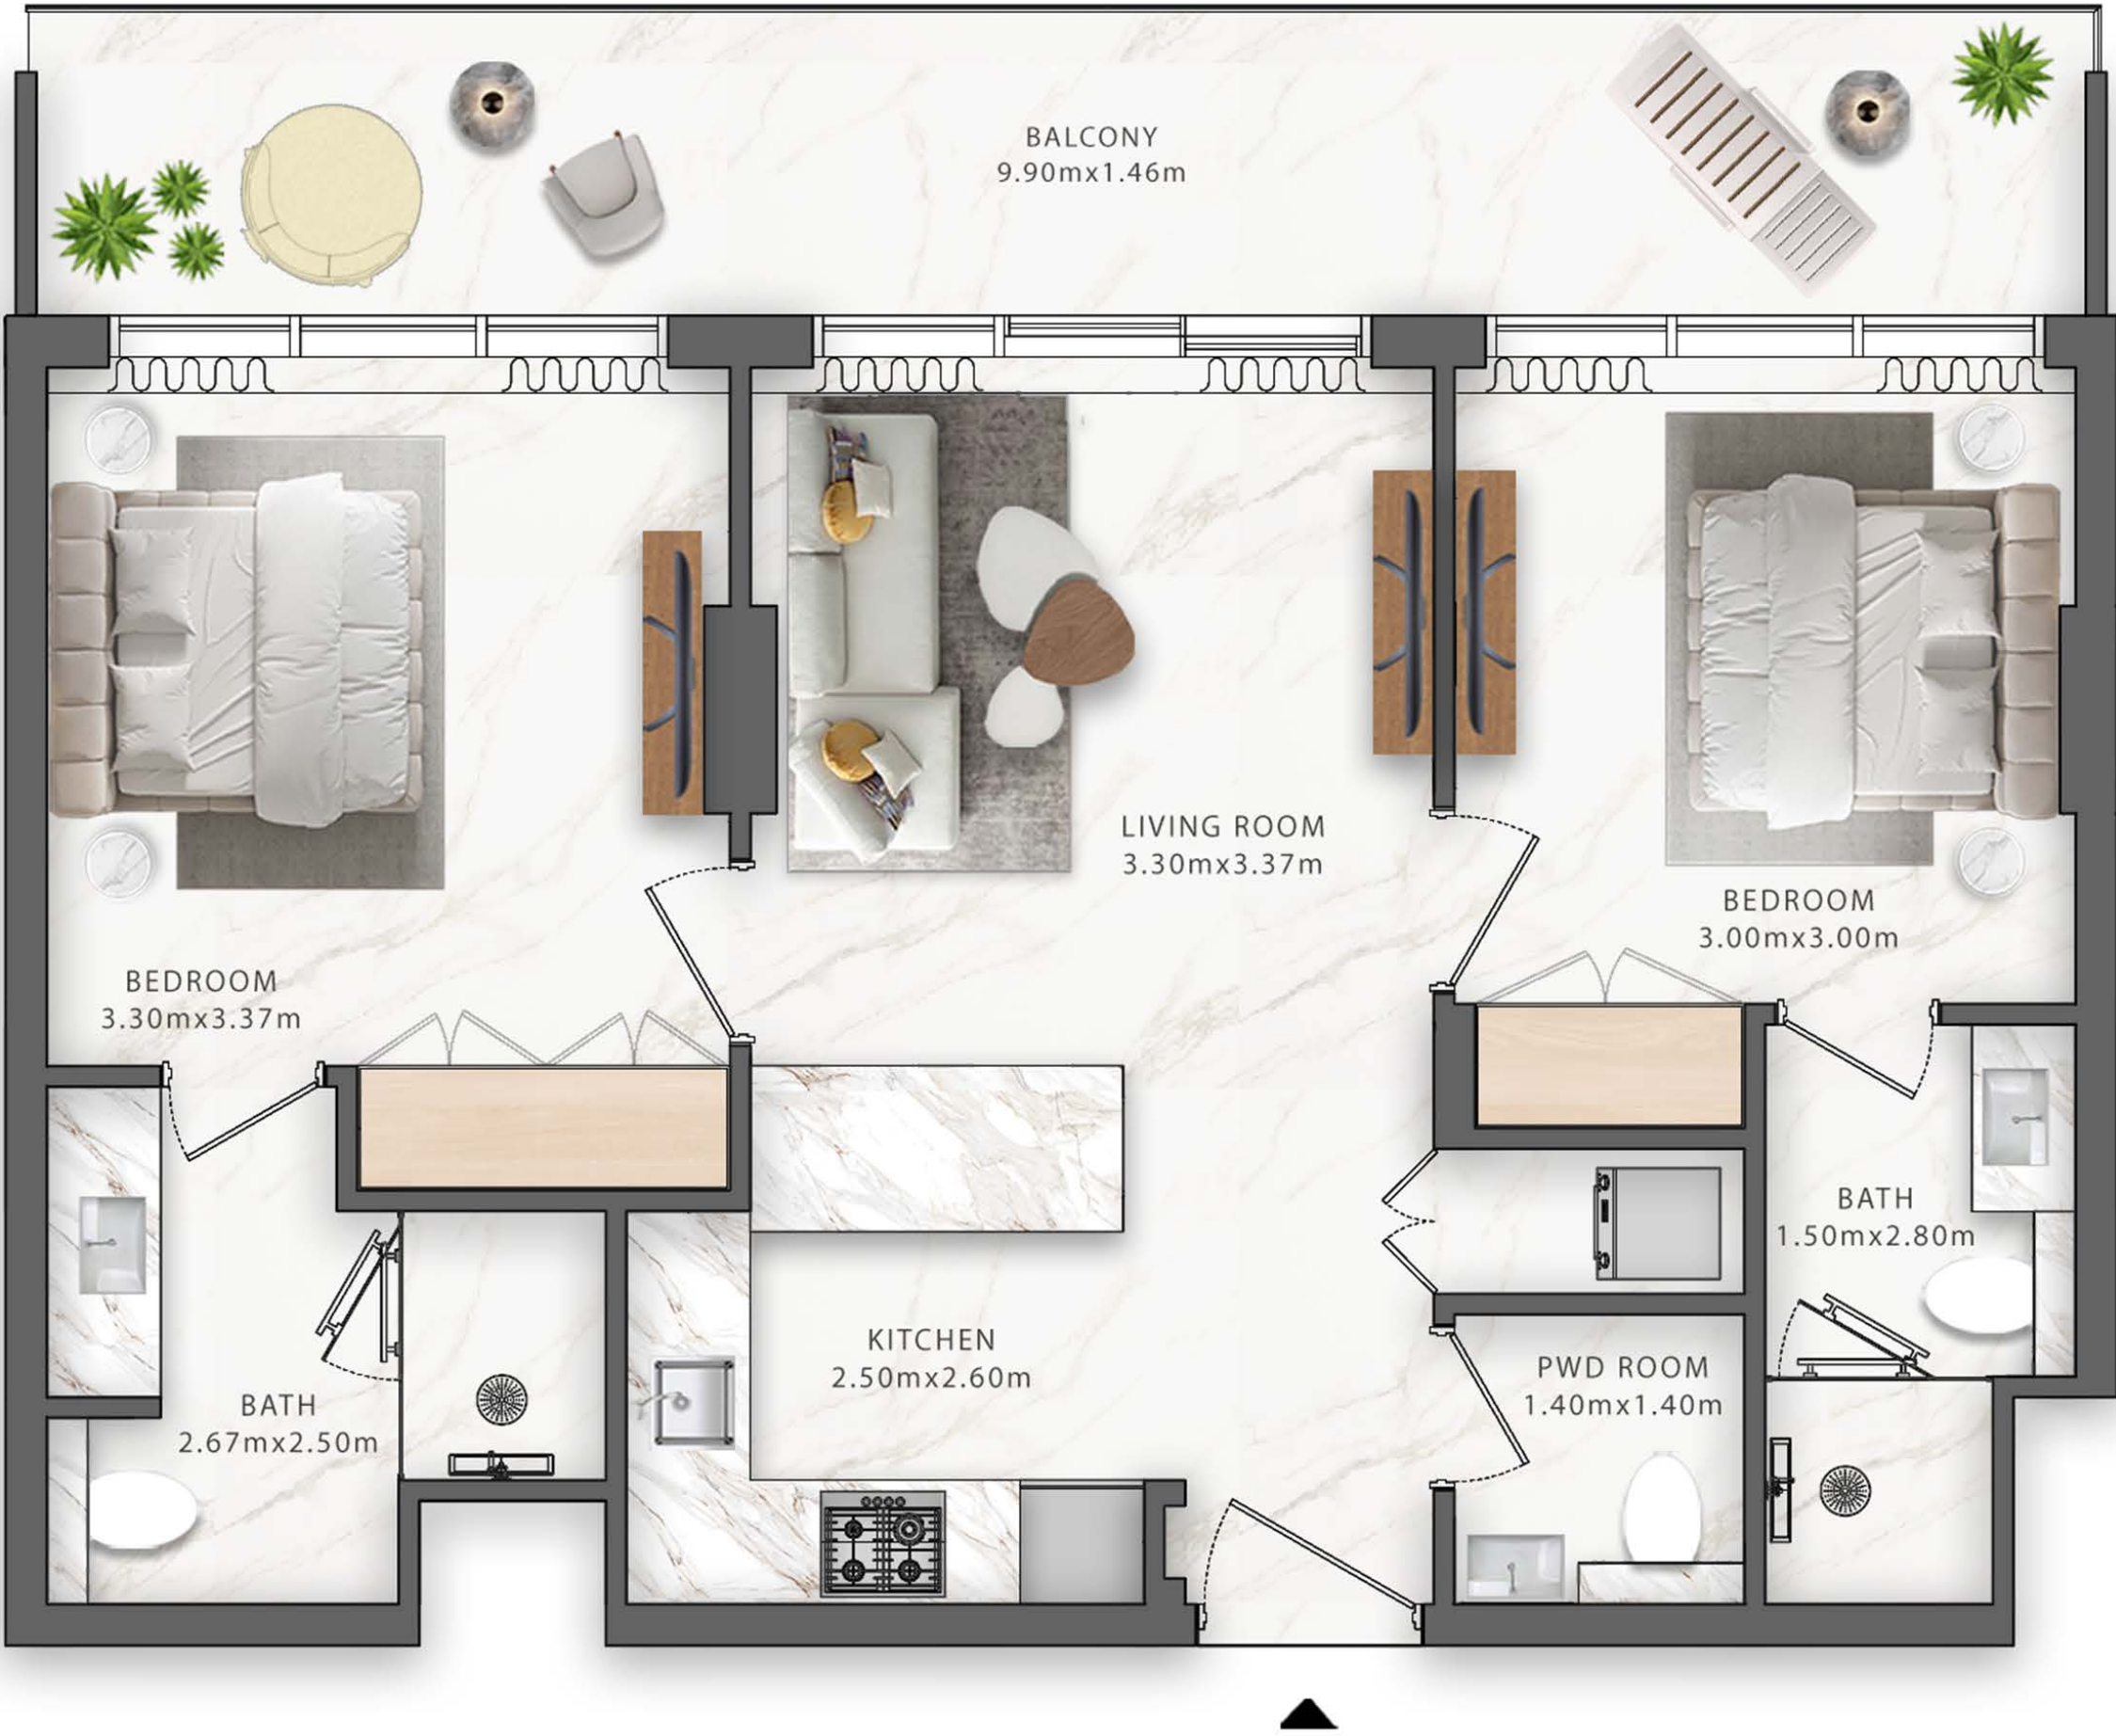 BALCONY
9.90mx1.46m
LIVING ROOM
3.30mx3.37m
BEDROOM
3.00mx3.00m
BEDROOM
3.30mx3.37m
BATH
1.50mx2.80m
KITCHEN
2.50mx2.60m
PWD ROOM
1.40mx1.40m
BATH
2.67mx2.50m